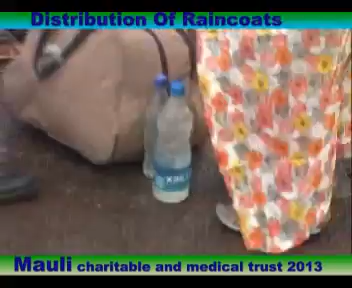 Distribution Of Raincoats
Mauli charitable and medical trust 2013